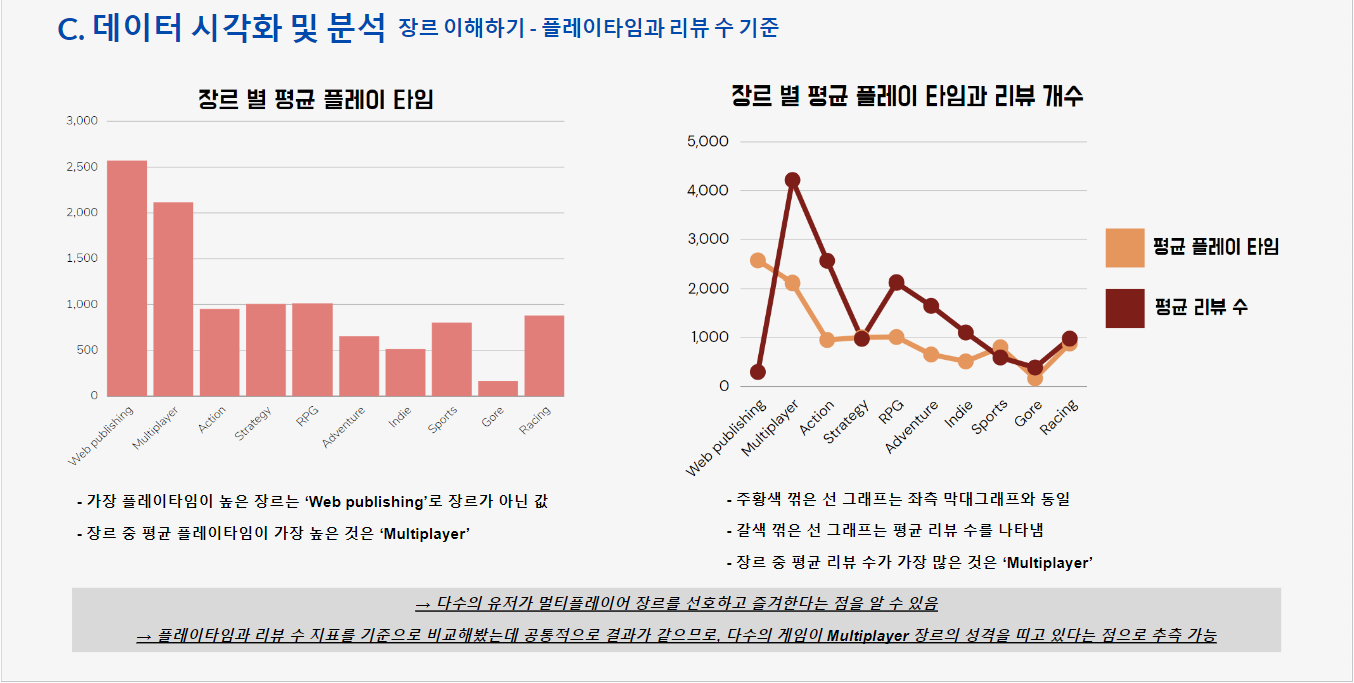 C. 데이터 시각화 및 분석 장르 이해하기 - 플레이타임과 리뷰 수 기준
장르 별 평균 플레이 타임
3,000
2,500
2,000
1,500
1,000
500
0
Web publishing
Multiplayer
Action
Strategy
RPG
Adventure
Indie
Sports
Gore
Racing
- 가장 플레이타임이 높은 장르는 ‘Web publishing’로 장르가 아닌 값
- 장르 중 평균 플레이타임이 가장 높은 것은 ‘Multiplayer’
장르 별 평균 플레이 타임과 리뷰 개수
5,000
4,000
3,000
2,000
1,000
0
Web publishing
Multiplayer
Action
Strategy
RPG
Adventure
Indie
Sports
Gore
Racing
평균 플레이 타임
평균 리뷰 수
- 주황색 꺾은 선 그래프는 좌측 막대그래프와 동일
- 갈색 꺾은 선 그래프는 평균 리뷰 수를 나타냄
- 장르 중 평균 리뷰 수가 가장 많은 것은 ‘Multiplayer’
→ 다수의 유저가 멀티플레이어 장르를 선호하고 즐겨한다는 점을 알 수 있음
→ 플레이타임과 리뷰 수 지표를 기준으로 비교해봤는데 공통적으로 결과가 같으므로, 다수의 게임이 Multiplayer 장르의 성격을 띠고 있다는 점으로 추측 가능